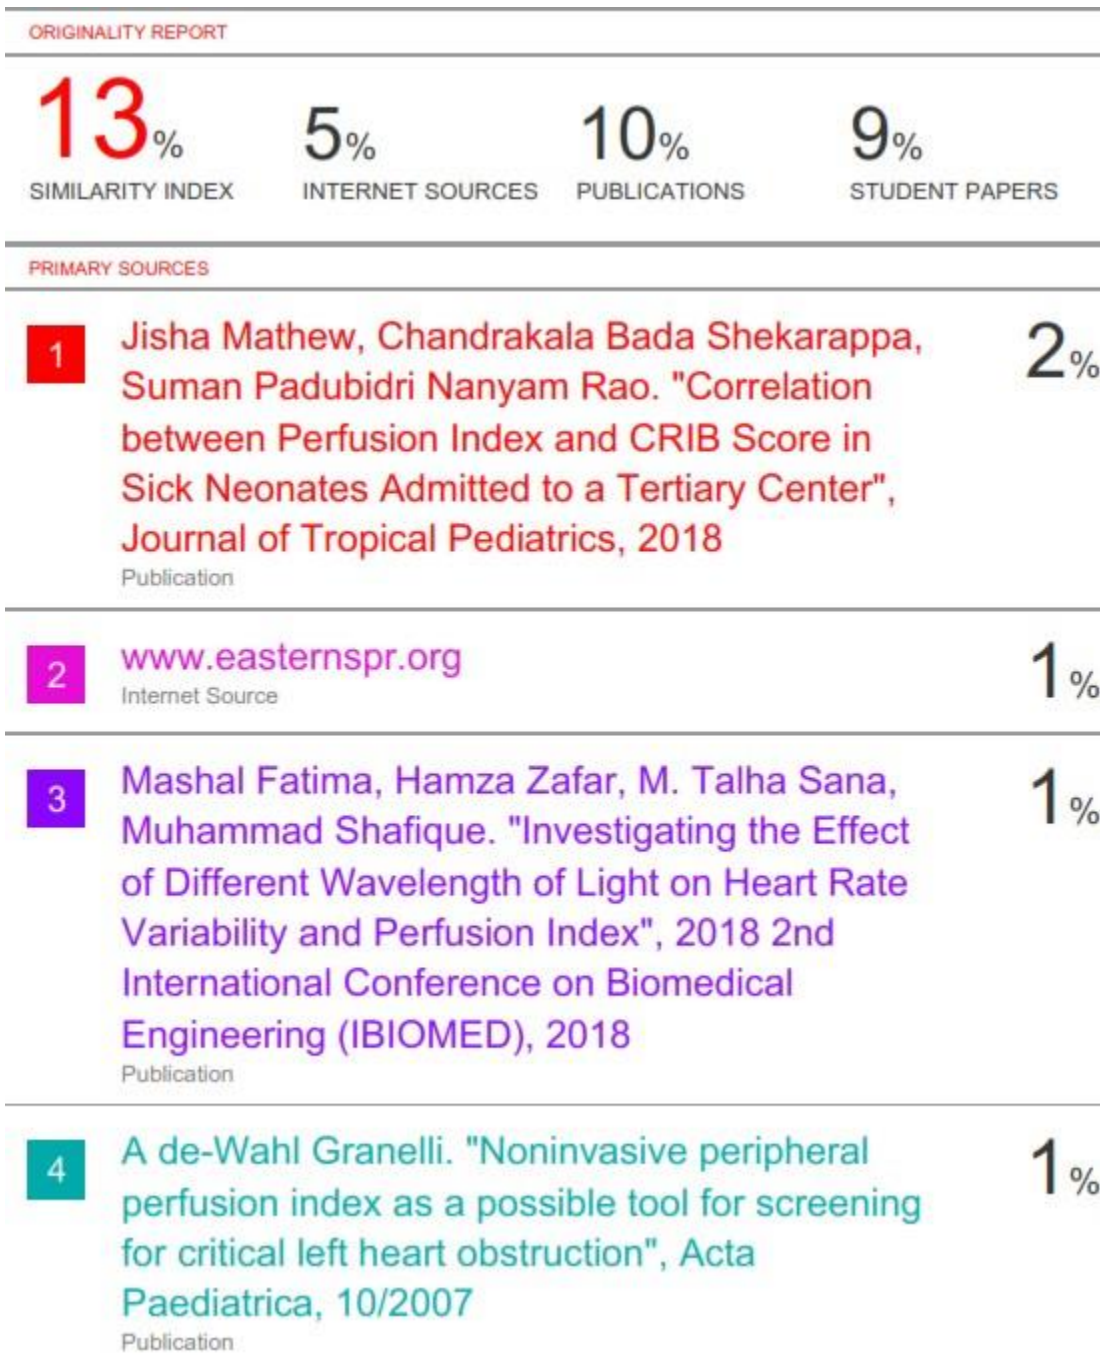 ORIGINALITY REPORT
13% 5% 10% 9%
SIMILARITY INDEX INTERNET SOURCES PUBLICATIONS STUDENT PAPERS
PRIMARY SOURCES
1 Jisha Mathew, Chandrakala Bada Shekarappa, 2%
Suman Padubidri Nanyam Rao. "Correlation
between Perfusion Index and CRIB Score in
Sick Neonates Admitted to a Tertiary Center",
Journal of Tropical Pediatrics, 2018
Publication
2 www.easternspr.org 1%
Internet Source
3 Mashal Fatima, Hamza Zafar, M. Talha Sana, 1%
Muhammad Shafique. "Investigating the Effect
of Different Wavelength of Light on Heart Rate
Variability and Perfusion Index", 2018 2nd
International Conference on Biomedical
Engineering (IBIOMED), 2018
Publication
4 A de-Wahl Granelli. "Noninvasive peripheral 1%
perfusion index as a possible tool for screening
for critical left heart obstruction", Acta
Paediatrica, 10/2007
Publication